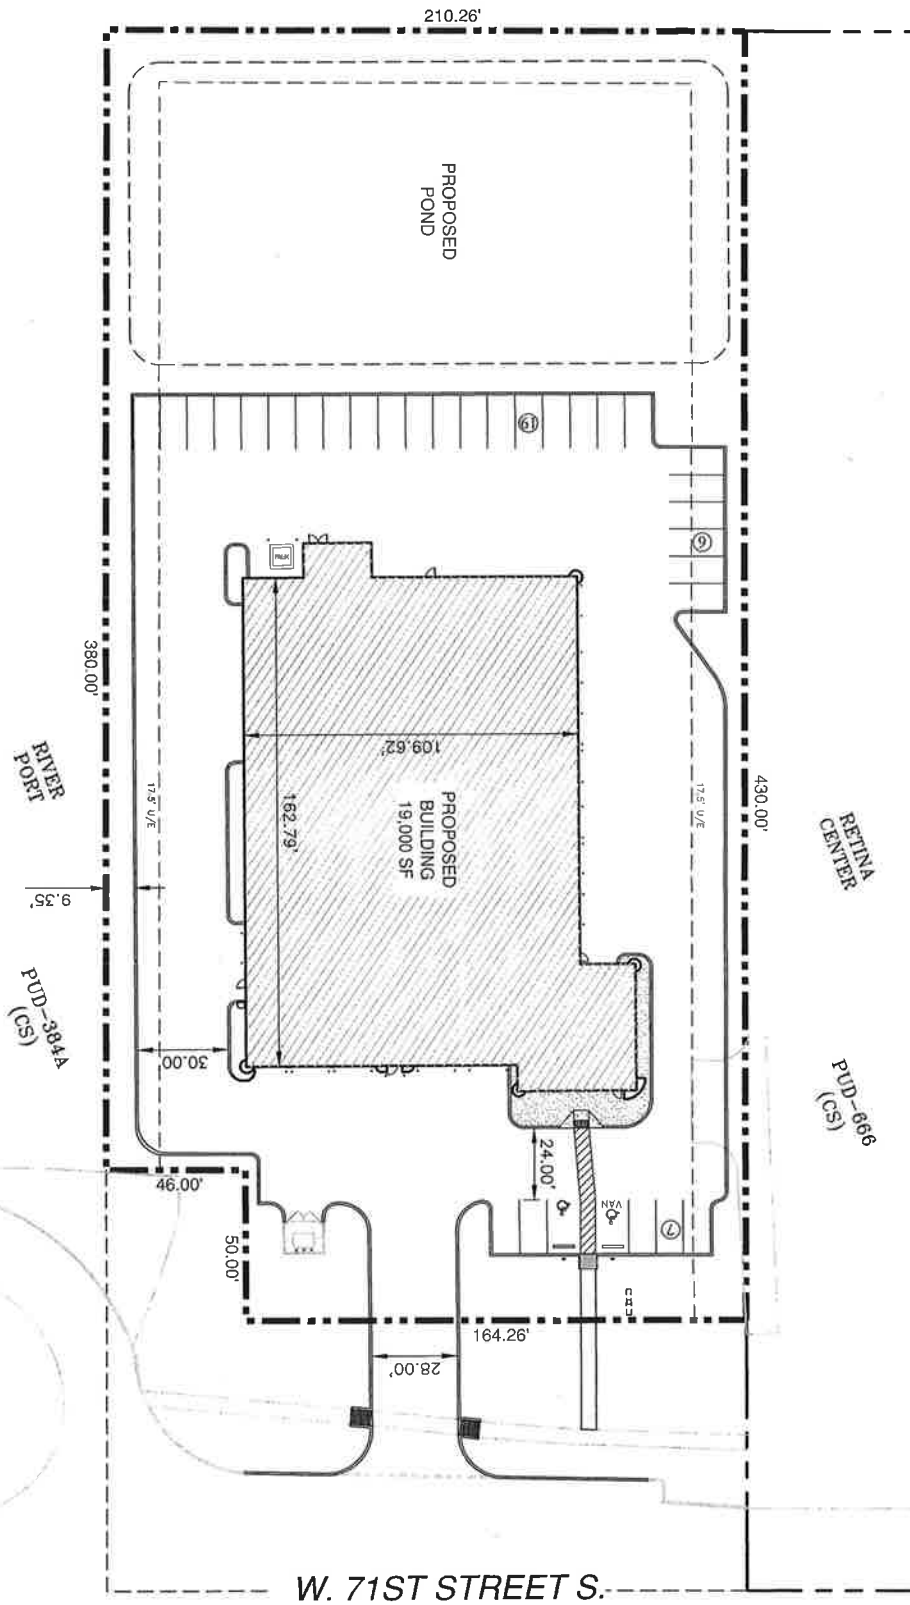 210.26'
PROPOSED
POND
19
6
380.00'
430.00'
RIVER
PORT
17.5' U/E
17.5' U/E
109.62'
162.79'
PROPOSED
BUILDING
19,000 SF
RETINA
CENTER
9.35'
PUD-384A
(CS)
30.00'
PUD-666
(CS)
24.00'
46.00'
VAN
7
50.00'
164.26'
28.00'
W. 71ST STREET S.